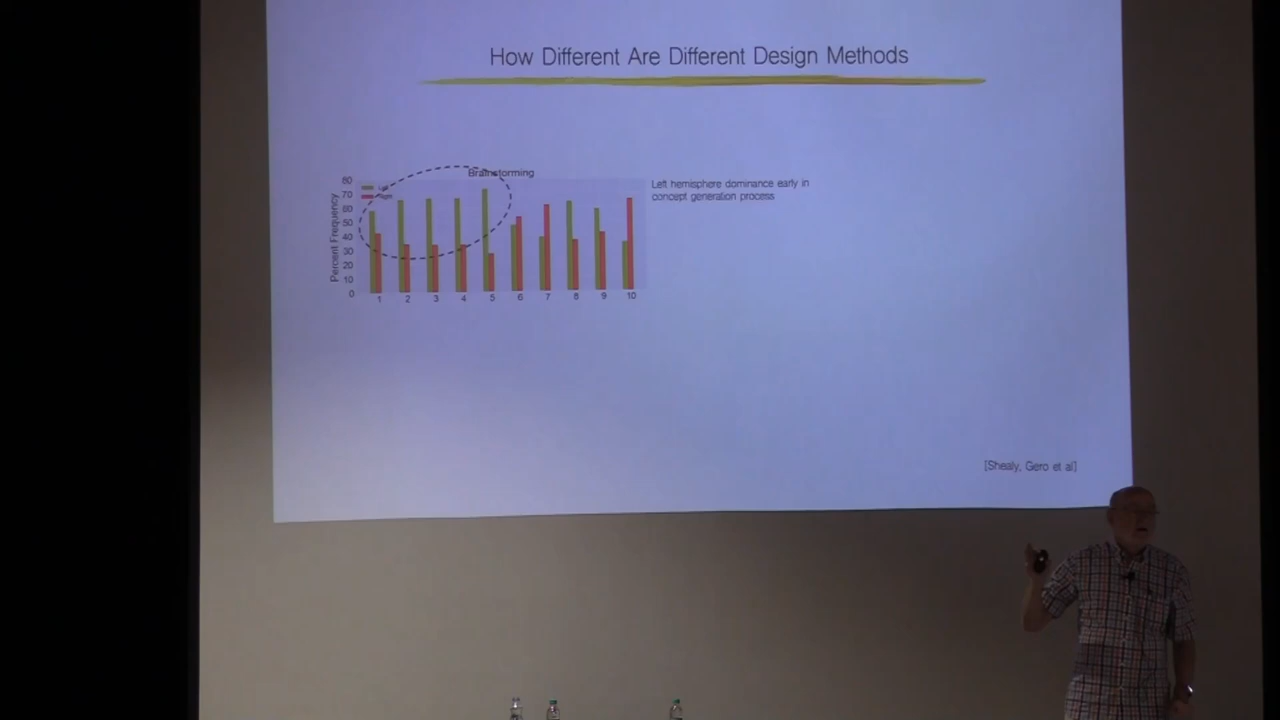 How Different Are Different Design Methods
Brainstorming
Percent Frequency
80
70
60
50
40
30
20
10
0
Right
1 2 3 4 5 6 7 8 9 10
Left hemisphere dominance early in
concept generation process
[Shealy, Gero et al]